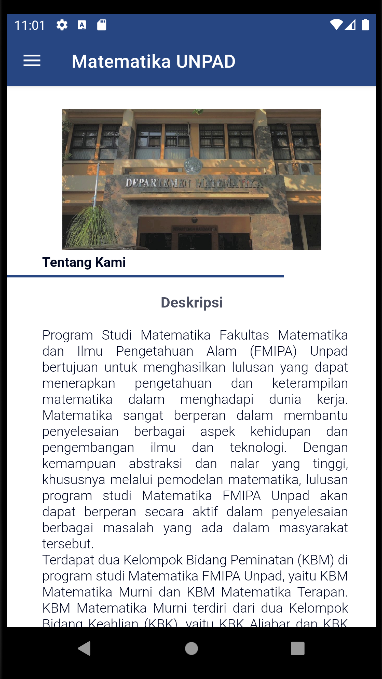 11:01
Matematika UNPAD
DEPARTEMEN MATEMATIKA
Tentang Kami
Deskripsi
Program Studi Matematika Fakultas Matematika
dan Ilmu Pengetahuan Alam (FMIPA) Unpad
bertujuan untuk menghasilkan lulusan yang dapat
menerapkan pengetahuan dan keterampilan
matematika dalam menghadapi dunia kerja.
Matematika sangat berperan dalam membantu
penyelesaian berbagai aspek kehidupan dan
pengembangan ilmu dan teknologi. Dengan
kemampuan abstraksi dan nalar yang tinggi,
khususnya melalui pemodelan matematika, lulusan
program studi Matematika FMIPA Unpad akan
dapat berperan secara aktif dalam penyelesaian
berbagai masalah yang ada dalam masyarakat
tersebut.
Terdapat dua Kelompok Bidang Peminatan (KBM) di
program studi Matematika FMIPA Unpad, yaitu KBM
Matematika Murni dan KBM Matematika Terapan.
KBM Matematika Murni terdiri dari dua Kelompok
Bidang Keahlian (KBK), yaitu KBK Aljabar dan KBK